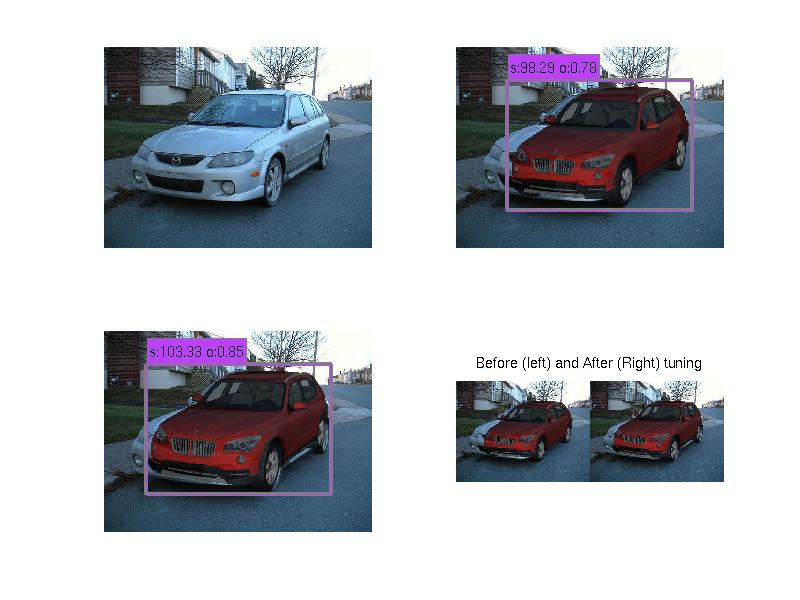 s:98.29 o:0.78
s:103.33 o:0.85
Before (left) and After (Right) tuning